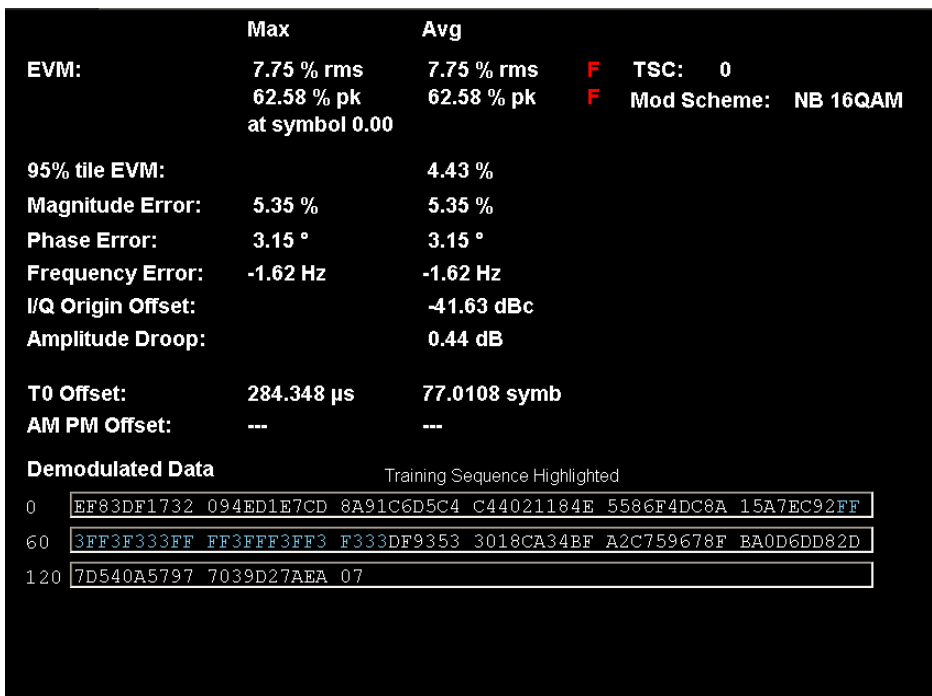 Max Avg
EVM: 7.75 % rms 7.75 % rms F TSC: 0
62.58 % pk 62.58 % pk F Mod Scheme: NB 16QAM
at symbol 0.00
95% tile EVM: 4.43 %
Magnitude Error: 5.35 % 5.35 %
Phase Error: 3.15 ° 3.15 °
Frequency Error: -1.62 Hz -1.62 Hz
I/Q Origin Offset: -41.63 dBc
Amplitude Droop: 0.44 dB
T0 Offset: 284.348 µs 77.0108 symb
AM PM Offset: --- ---
Demodulated Data Training Sequence Highlighted
0 EF83DF1732 094ED1E7CD 8A91C6D5C4 C44021184E 5586F4DC8A 15A7EC92FF
60 3FF3F333FF FF3FFF3FF3 F333DF9353 3018CA34BF A2C759678F BA0D6DD82D
120 7D540A5797 7039D27AEA 07